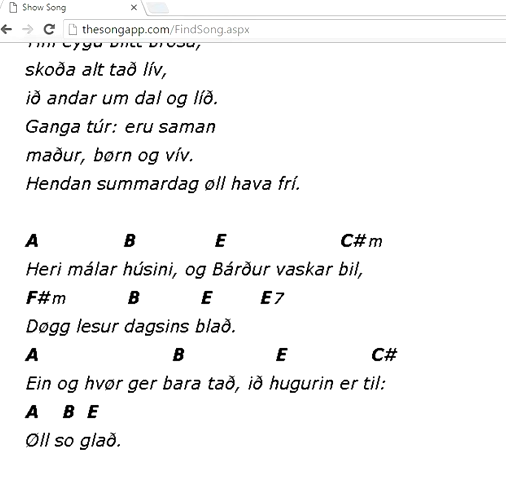 Show Song
thesongapp.com/FindSong.aspx
skoða alt tað lív,
ið andar um dal og líð.
Ganga túr: eru saman
maður, børn og vív.
Hendan summardag øll hava frí.
A B E C#m
Heri málar húsini, og Bárður vaskar bil,
F#m B E E7
Døgg lesur dagsins blað.
A B E C#
Ein og hvør ger bara tað, ið hugurin er til:
A B E
Øll so glað.